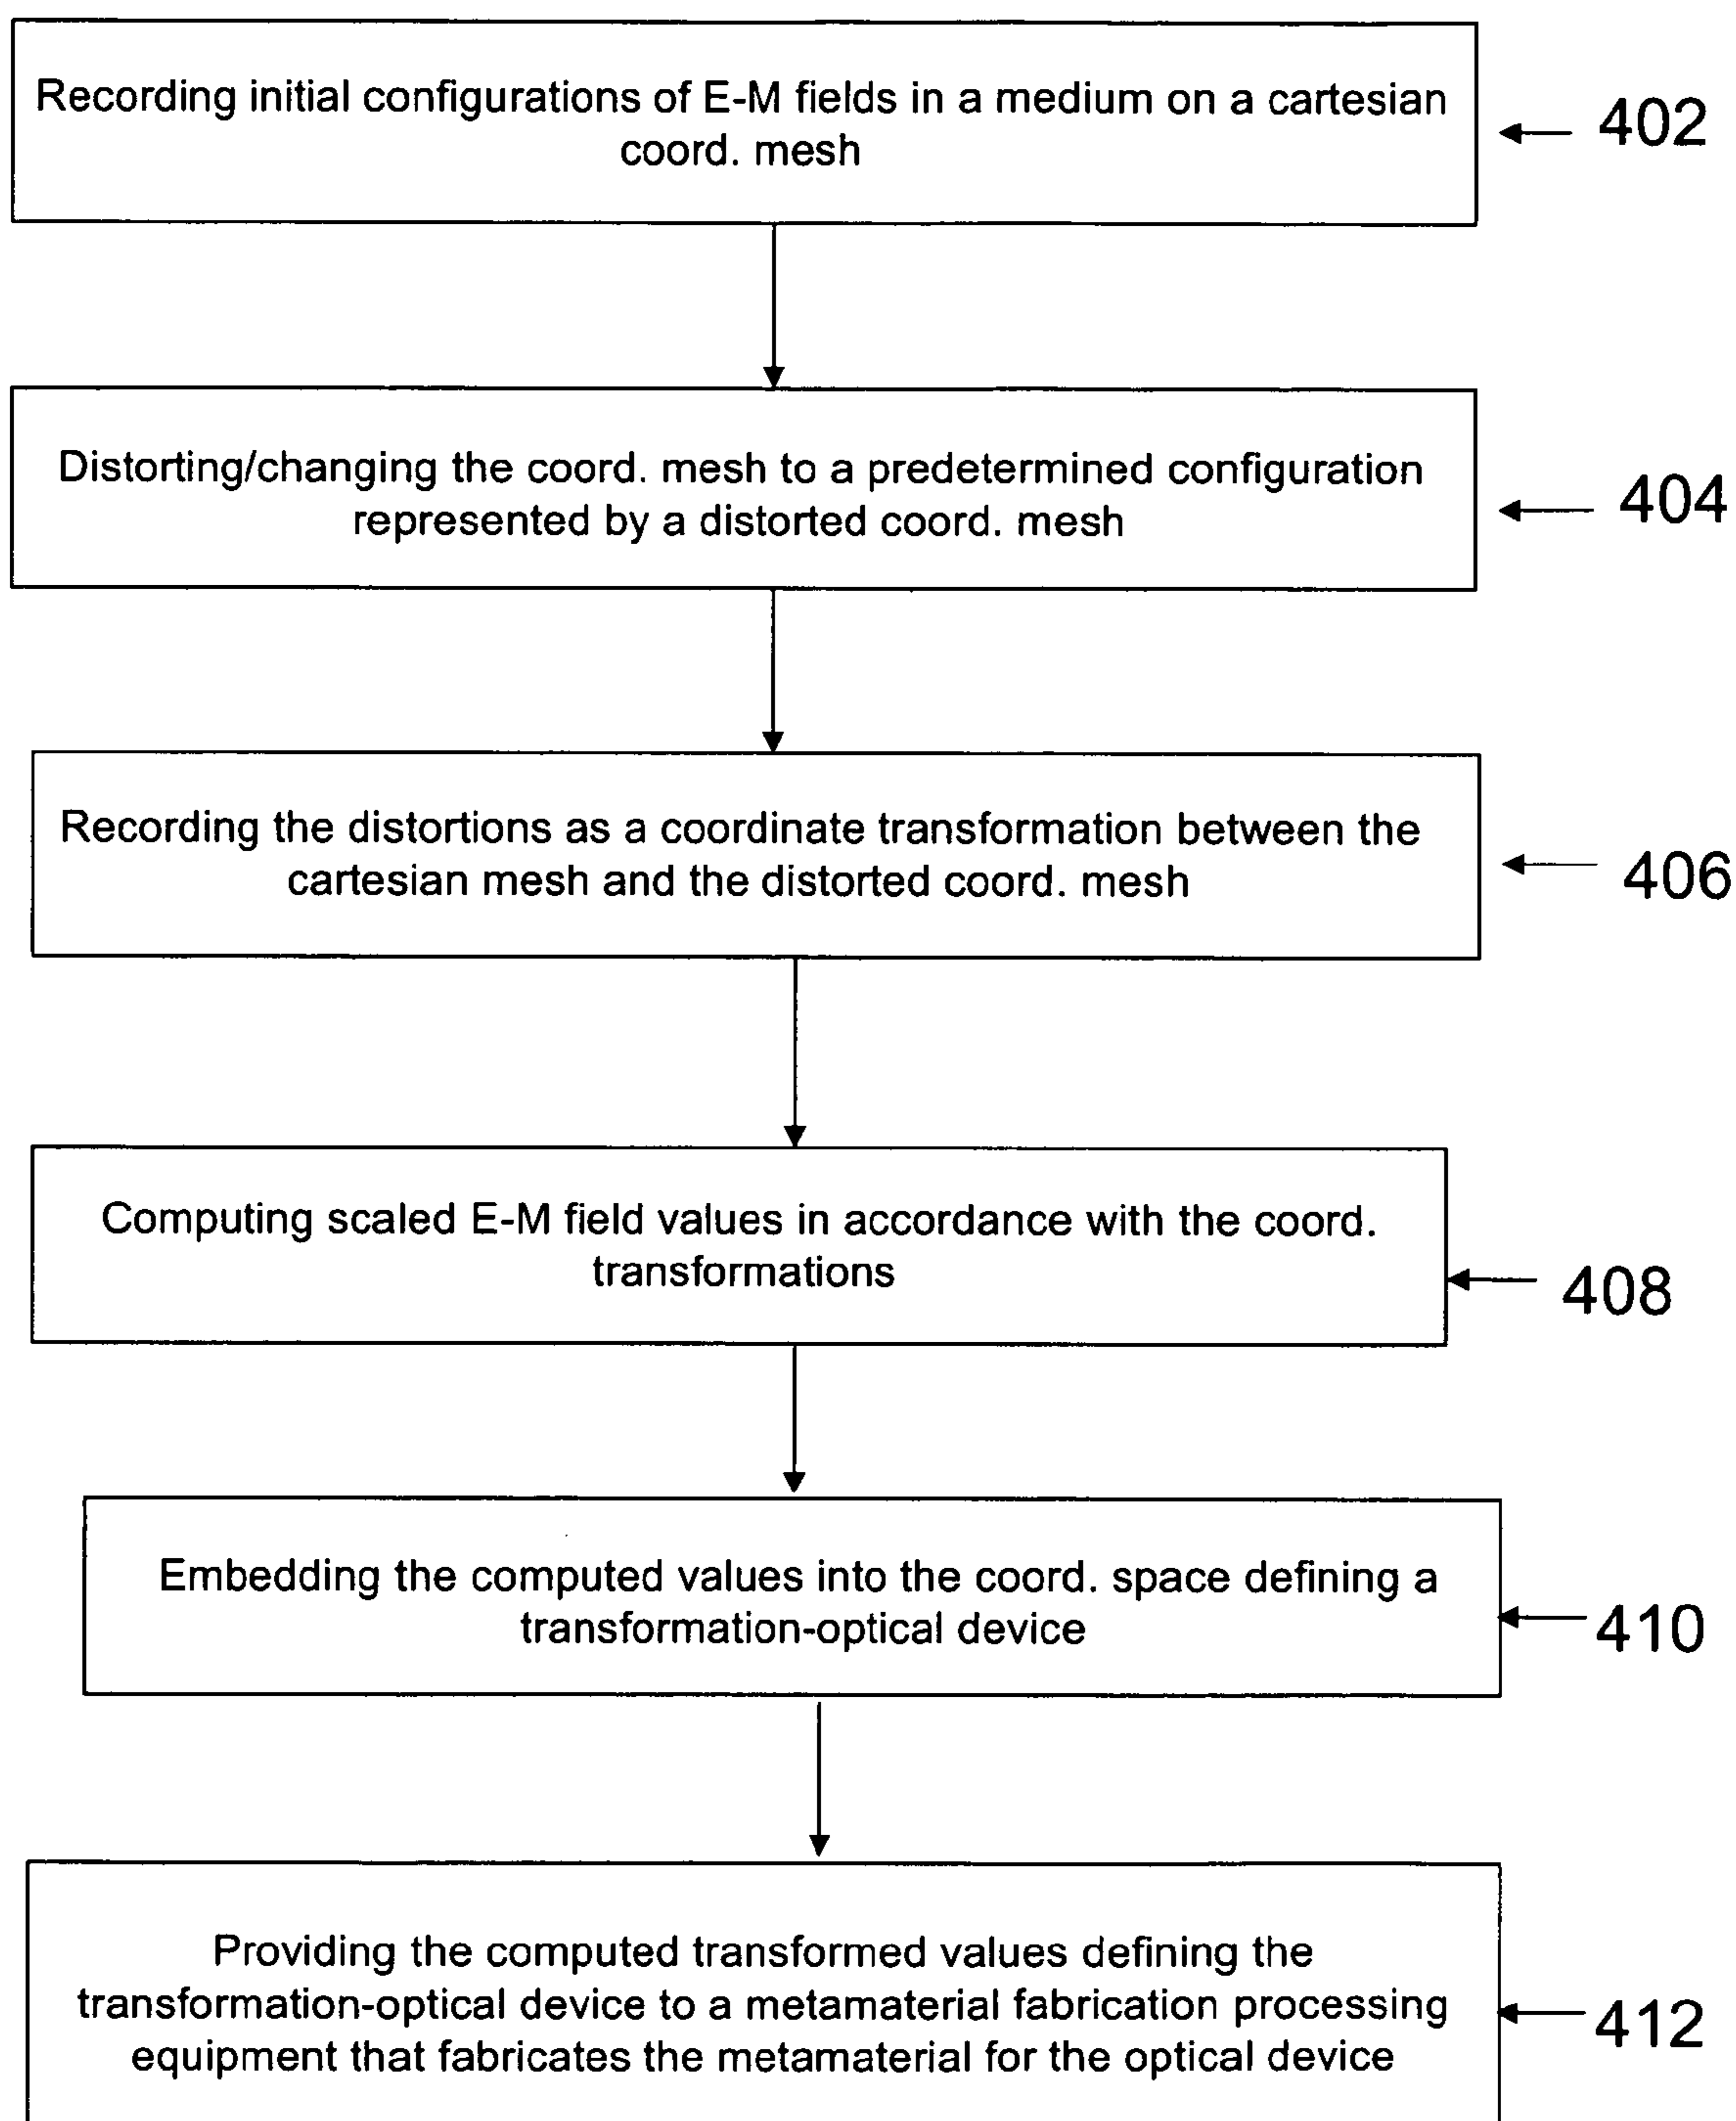 Recording initial configurations of E-M fields in a medium on a cartesian
coord. mesh
402
Distorting/changing the coord. mesh to a predetermined configuration
represented by a distorted coord. mesh
404
Recording the distortions as a coordinate transformation between the
cartesian mesh and the distorted coord. mesh
406
Computing scaled E-M field values in accordance with the coord.
transformations
408
Embedding the computed values into the coord. space defining a
transformation-optical device
410
Providing the computed transformed values defining the
transformation-optical device to a metamaterial fabrication processing
equipment that fabricates the metamaterial for the optical device
412